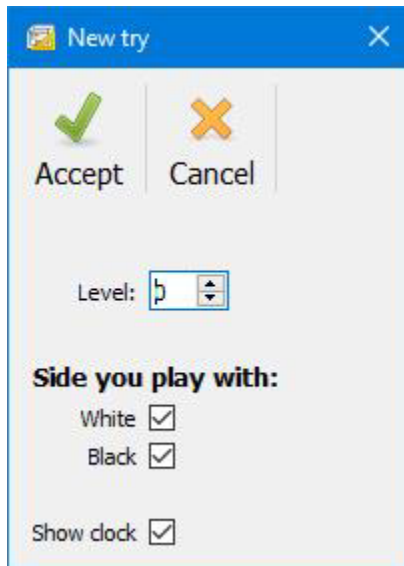 New try
Accept Cancel
Level:
Side you play with:
White
Black
Show clock